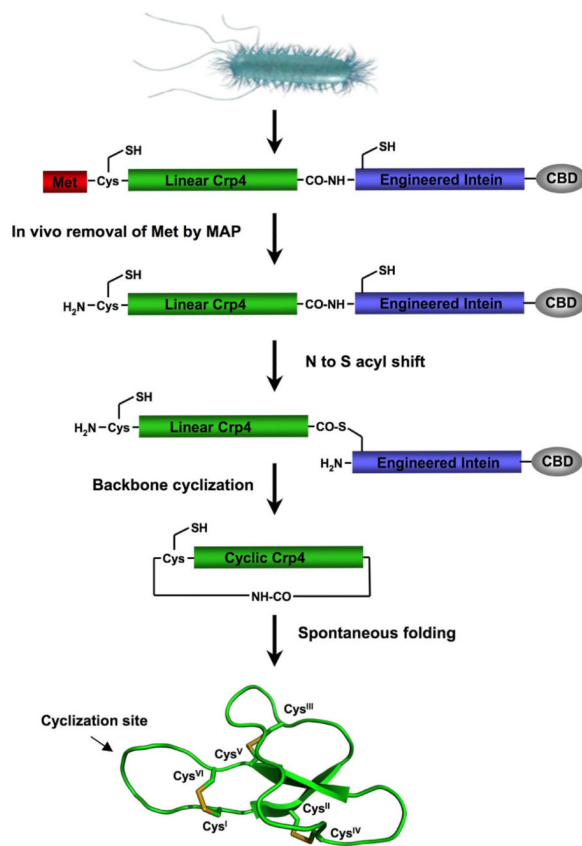 SH SH
Met Cys Linear Crp4 CO-NH Engineered Intein CBD
In vivo removal of Met by MAP
SH SH
H₂N Cys Linear Crp4 CO-NH Engineered Intein CBD
N to S acyl shift
SH
H₂N Cys Linear Crp4 CO-S
H₂N Engineered Intein CBD
Backbone cyclization
SH
Cys Cyclic Crp4
NH-CO
Spontaneous folding
Cyclization site
Cysᴵᴵᴵ
Cysⱽ
Cysⱽᴵ
Cysᴵᴵ
Cysᴵ
Cysᴵⱽ